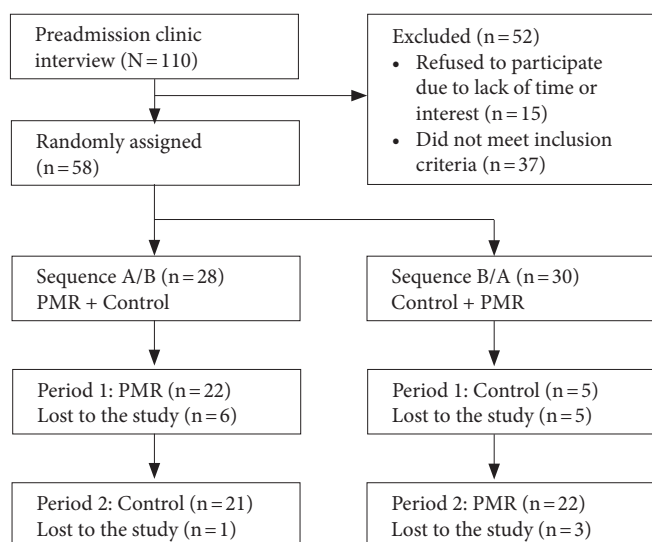 Preadmission clinic
interview (N = 110)
Excluded (n = 52)
• Refused to participate
due to lack of time or
interest (n = 15)
• Did not meet inclusion
criteria (n = 37)
Randomly assigned
(n = 58)
Sequence A/B (n = 28)
PMR + Control
Sequence B/A (n = 30)
Control + PMR
Period 1: PMR (n = 22)
Lost to the study (n = 6)
Period 1: Control (n = 5)
Lost to the study (n = 5)
Period 2: Control (n = 21)
Lost to the study (n = 1)
Period 2: PMR (n = 22)
Lost to the study (n = 3)